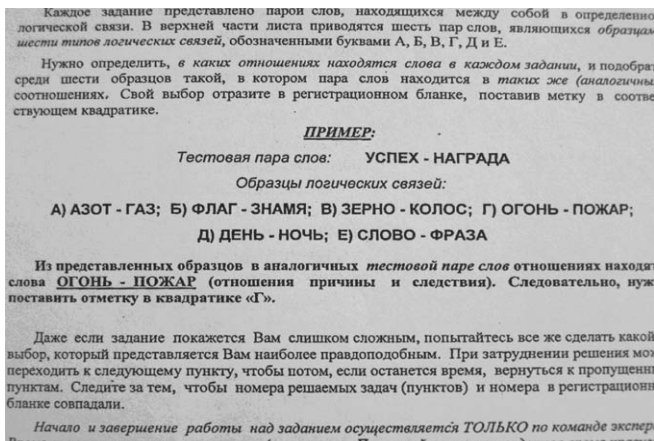 Каждое задание представлено парой слов, находящихся между собой в определенно
логической связи. В верхней части листа приводятся шесть пар слов, являющихся образцам
шести типов логических связей, обозначенными буквами А, Б, В, Г, Д и Е.
Нужно определить, в каких отношениях находятся слова в каждом задании, и подобрат
среди шести образцов такой, в котором пара слов находится в таких же (аналогичны
соотношениях. Свой выбор отразите в регистрационном бланке, поставив метку в соотве
ствующем квадратике.
ПРИМЕР:
Тестовая пара слов: УСПЕХ - НАГРАДА
Образцы логических связей:
А) АЗОТ - ГАЗ; Б) ФЛАГ - ЗНАМЯ; В) ЗЕРНО - КОЛОС; Г) ОГОНЬ - ПОЖАР;
Д) ДЕНЬ - НОЧЬ; Е) СЛОВО - ФРАЗА
Из представленных образцов в аналогичных тестовой паре слов отношениях находят
слова ОГОНЬ - ПОЖАР (отношения причины и следствия). Следовательно, нуж
поставить отметку в квадратике «Г».
Даже если задание покажется Вам слишком сложным, попытайтесь все же сделать какой
выбор, который представляется Вам наиболее правдоподобным. При затруднении решения мож
переходить к следующему пункту, чтобы потом, если останется время, вернуться к пропущенн
пунктам. Следите за тем, чтобы номера решаемых задач (пунктов) и номера в регистрационн
бланке совпадали.
Начало и завершение работы над заданием осуществляется ТОЛЬКО по команде экспер